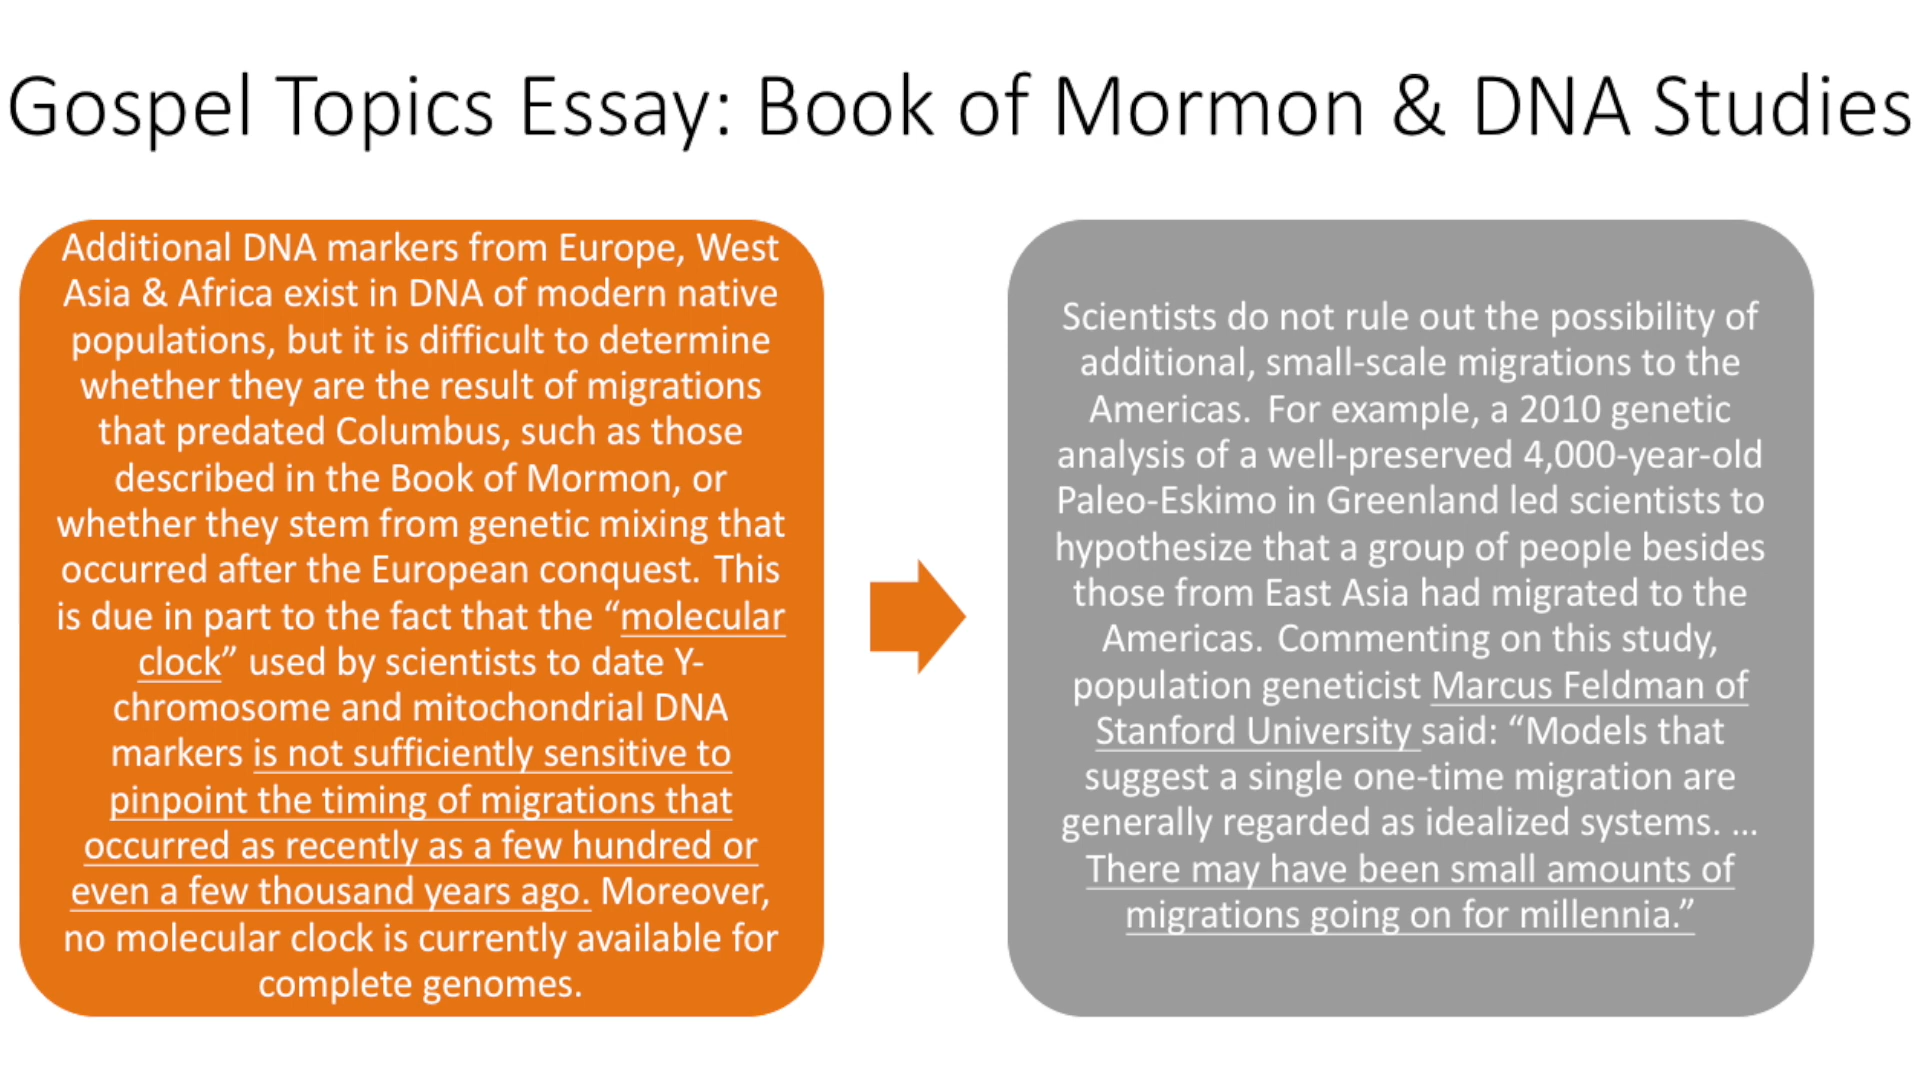 Gospel Topics Essay: Book of Mormon & DNA Studies
Additional DNA markers from Europe, West
Asia & Africa exist in DNA of modern native
populations, but it is difficult to determine
whether they are the result of migrations
that predated Columbus, such as those
described in the Book of Mormon, or
whether they stem from genetic mixing that
occurred after the European conquest. This
is due in part to the fact that the “molecular
clock” used by scientists to date Y-
chromosome and mitochondrial DNA
markers is not sufficiently sensitive to
pinpoint the timing of migrations that
occurred as recently as a few hundred or
even a few thousand years ago. Moreover,
no molecular clock is currently available for
complete genomes.
Scientists do not rule out the possibility of
additional, small-scale migrations to the
Americas. For example, a 2010 genetic
analysis of a well-preserved 4,000-year-old
Paleo-Eskimo in Greenland led scientists to
hypothesize that a group of people besides
those from East Asia had migrated to the
Americas. Commenting on this study,
population geneticist Marcus Feldman of
Stanford University said: “Models that
suggest a single one-time migration are
generally regarded as idealized systems. …
There may have been small amounts of
migrations going on for millennia.”